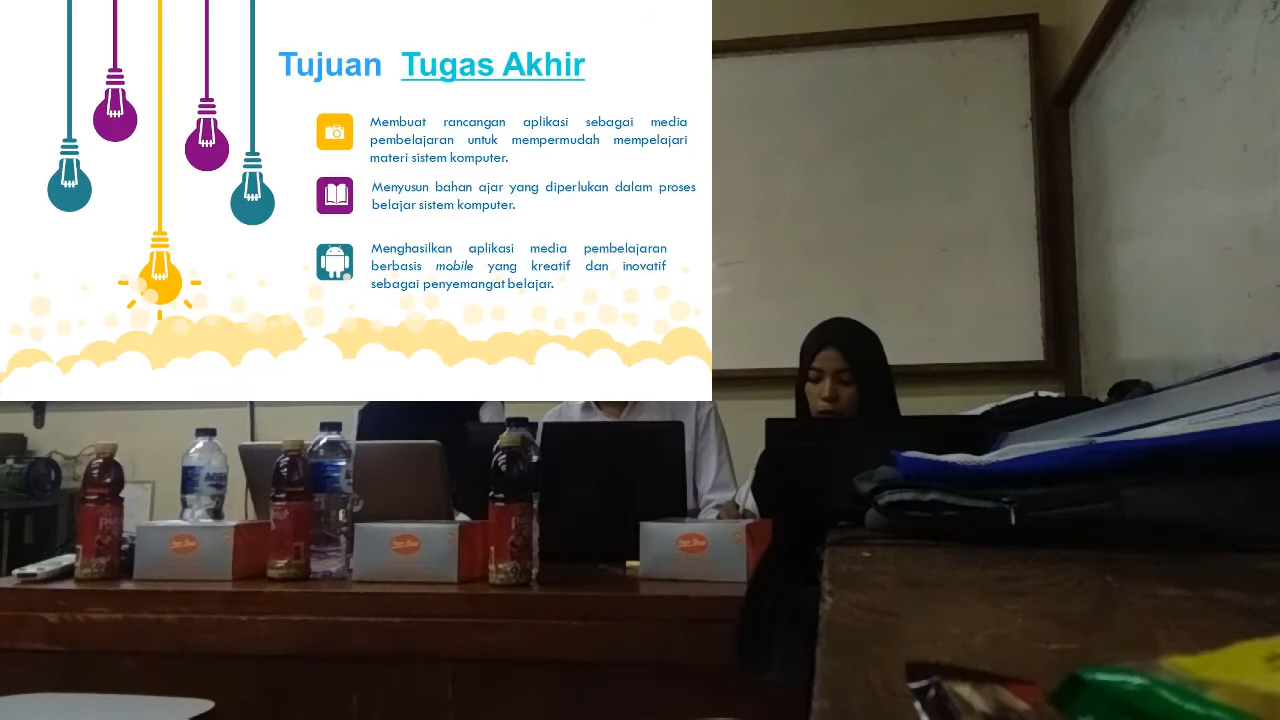 Tujuan Tugas Akhir
Membuat rancangan aplikasi sebagai media
pembelajaran untuk mempermudah mempelajari
materi sistem komputer.
Menyusun bahan ajar yang diperlukan dalam proses
belajar sistem komputer.
Menghasilkan aplikasi media pembelajaran
berbasis mobile yang kreatif dan inovatif
sebagai penyemangat belajar.